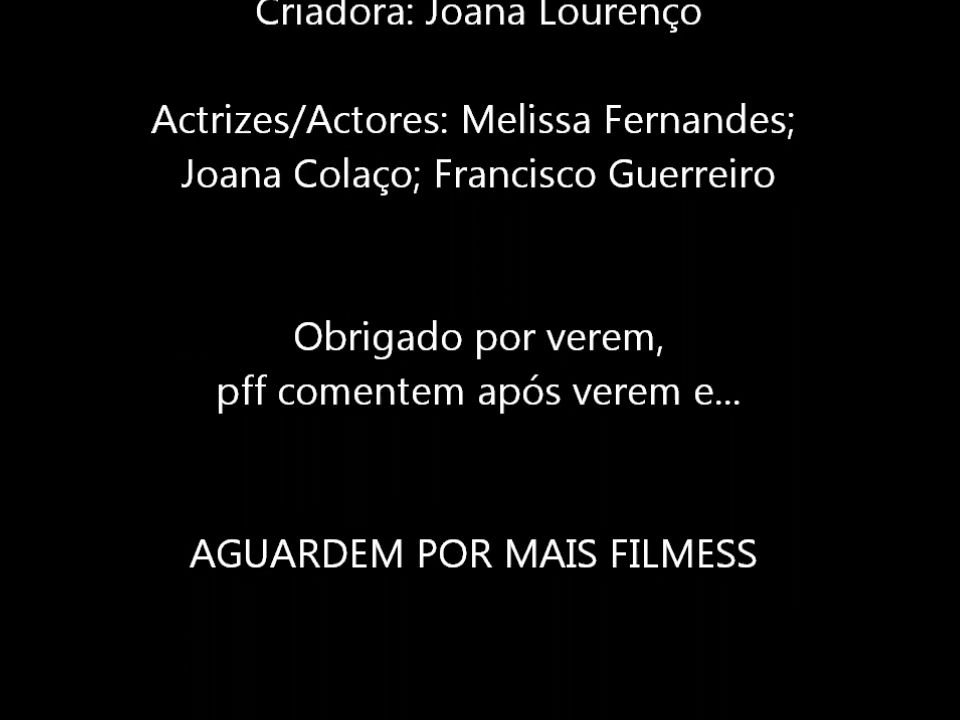 Criadora: Joana Lourenço
Actrizes/Actores: Melissa Fernandes;
Joana Colaço; Francisco Guerreiro
Obrigado por verem,
pff comentem após verem e...
AGUARDEM POR MAIS FILMESS